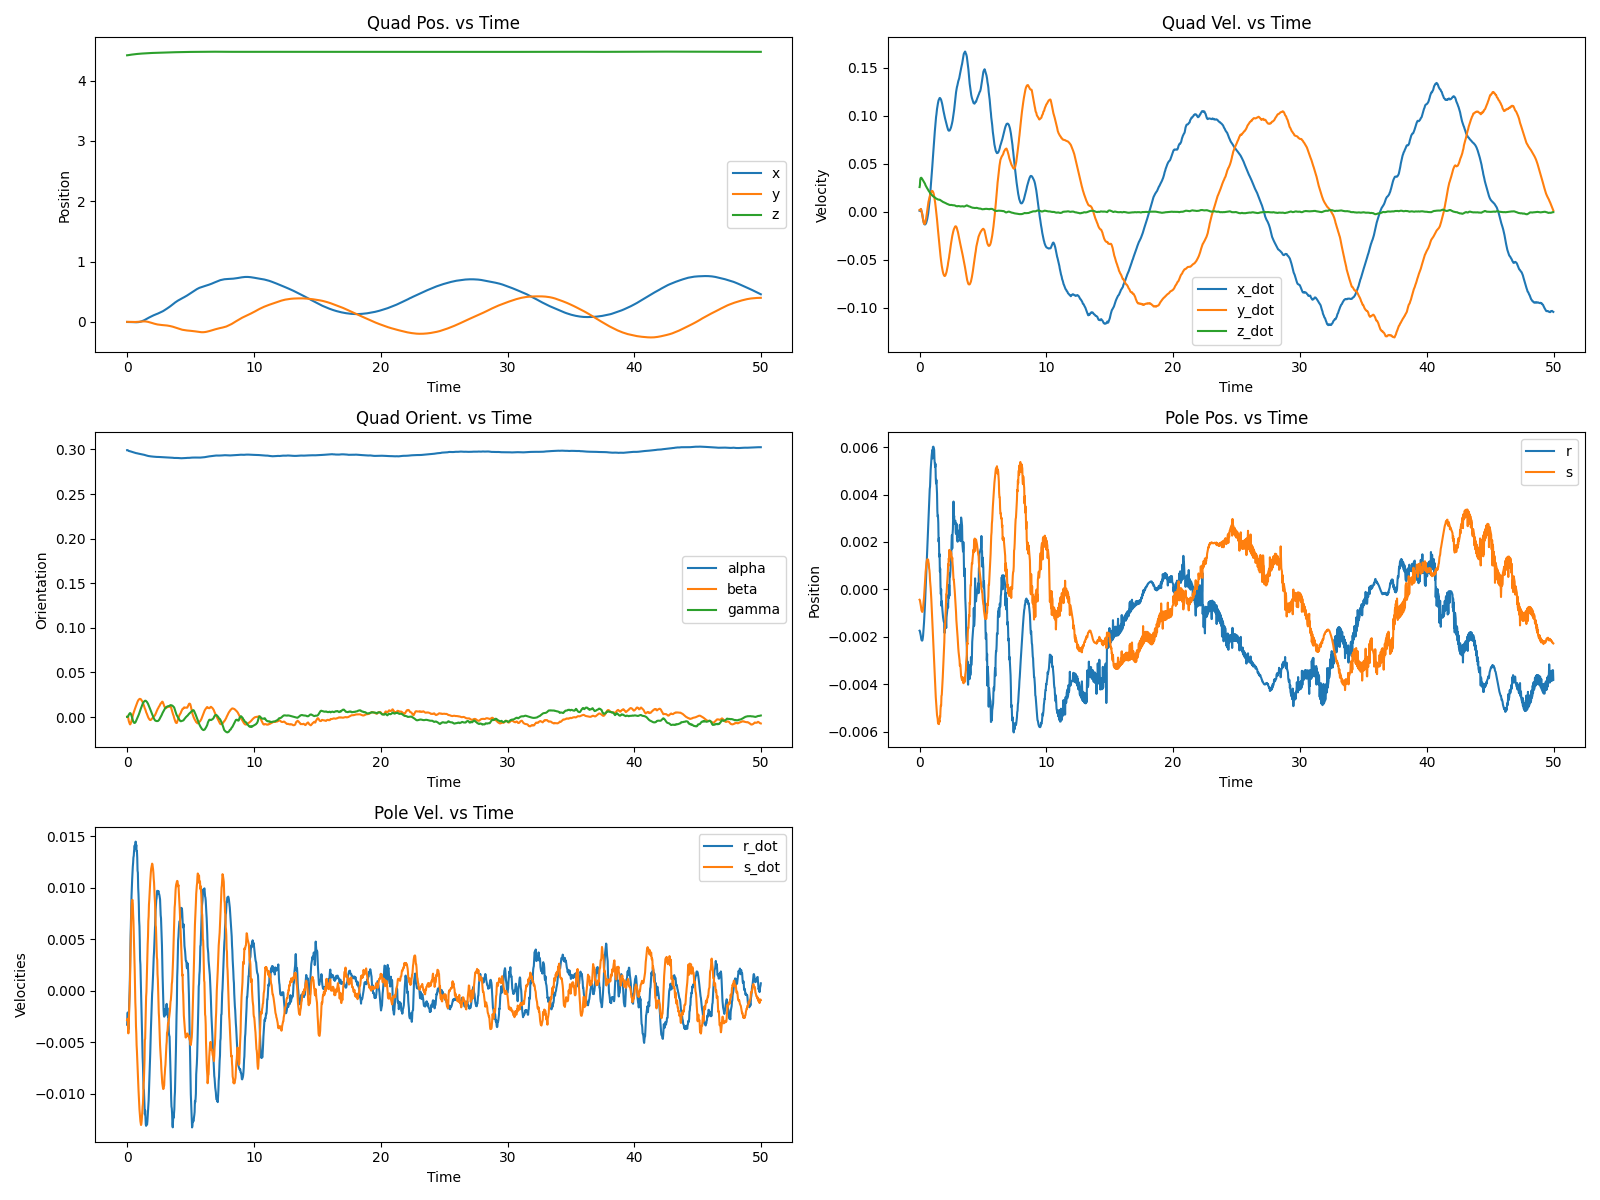 Quad Pos. vs Time
Position
4
3
2
1
0
x
y
z
0 10 20 30 40 50
Time
Quad Vel. vs Time
Velocity
0.15
0.10
0.05
0.00
−0.05
−0.10
x_dot
y_dot
z_dot
0 10 20 30 40 50
Time
Quad Orient. vs Time
Orientation
0.30
0.25
0.20
0.15
0.10
0.05
0.00
alpha
beta
gamma
0 10 20 30 40 50
Time
Pole Pos. vs Time
Position
0.006
0.004
0.002
0.000
−0.002
−0.004
−0.006
r
s
0 10 20 30 40 50
Time
Pole Vel. vs Time
Velocities
0.015
0.010
0.005
0.000
−0.005
−0.010
r_dot
s_dot
0 10 20 30 40 50
Time